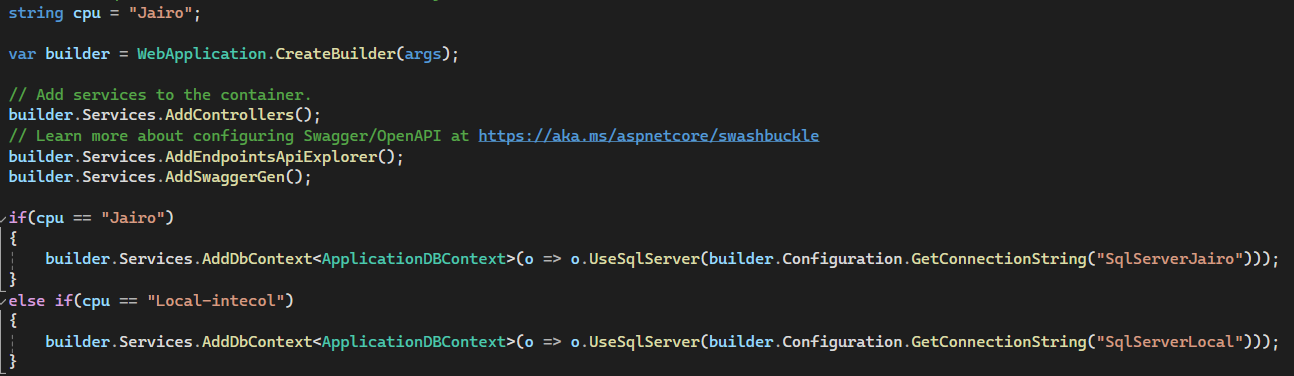 string cpu = "Jairo";
var builder = WebApplication.CreateBuilder(args);
// Add services to the container.
builder.Services.AddControllers();
// Learn more about configuring Swagger/OpenAPI at https://aka.ms/aspnetcore/swashbuckle
builder.Services.AddEndpointsApiExplorer();
builder.Services.AddSwaggerGen();
if(cpu == "Jairo")
{
builder.Services.AddDbContext<ApplicationDBContext>(o => o.UseSqlServer(builder.Configuration.GetConnectionString("SqlServerJairo")));
}
else if(cpu == "Local-intecol")
{
builder.Services.AddDbContext<ApplicationDBContext>(o => o.UseSqlServer(builder.Configuration.GetConnectionString("SqlServerLocal")));
}